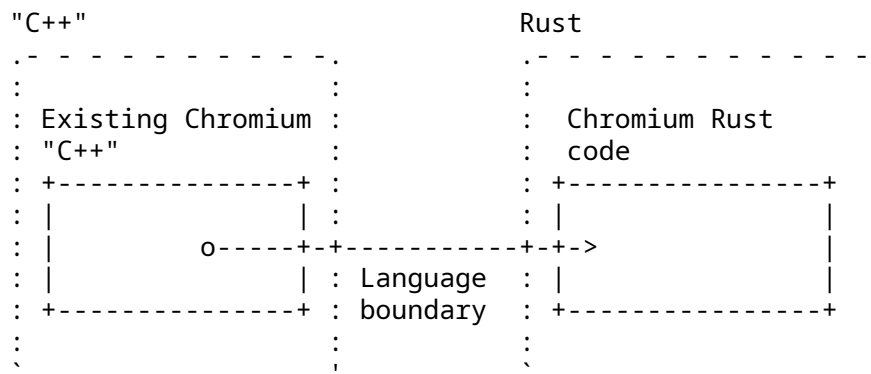 "C++" Rust
Existing Chromium Chromium Rust
"C++" code
Language
boundary